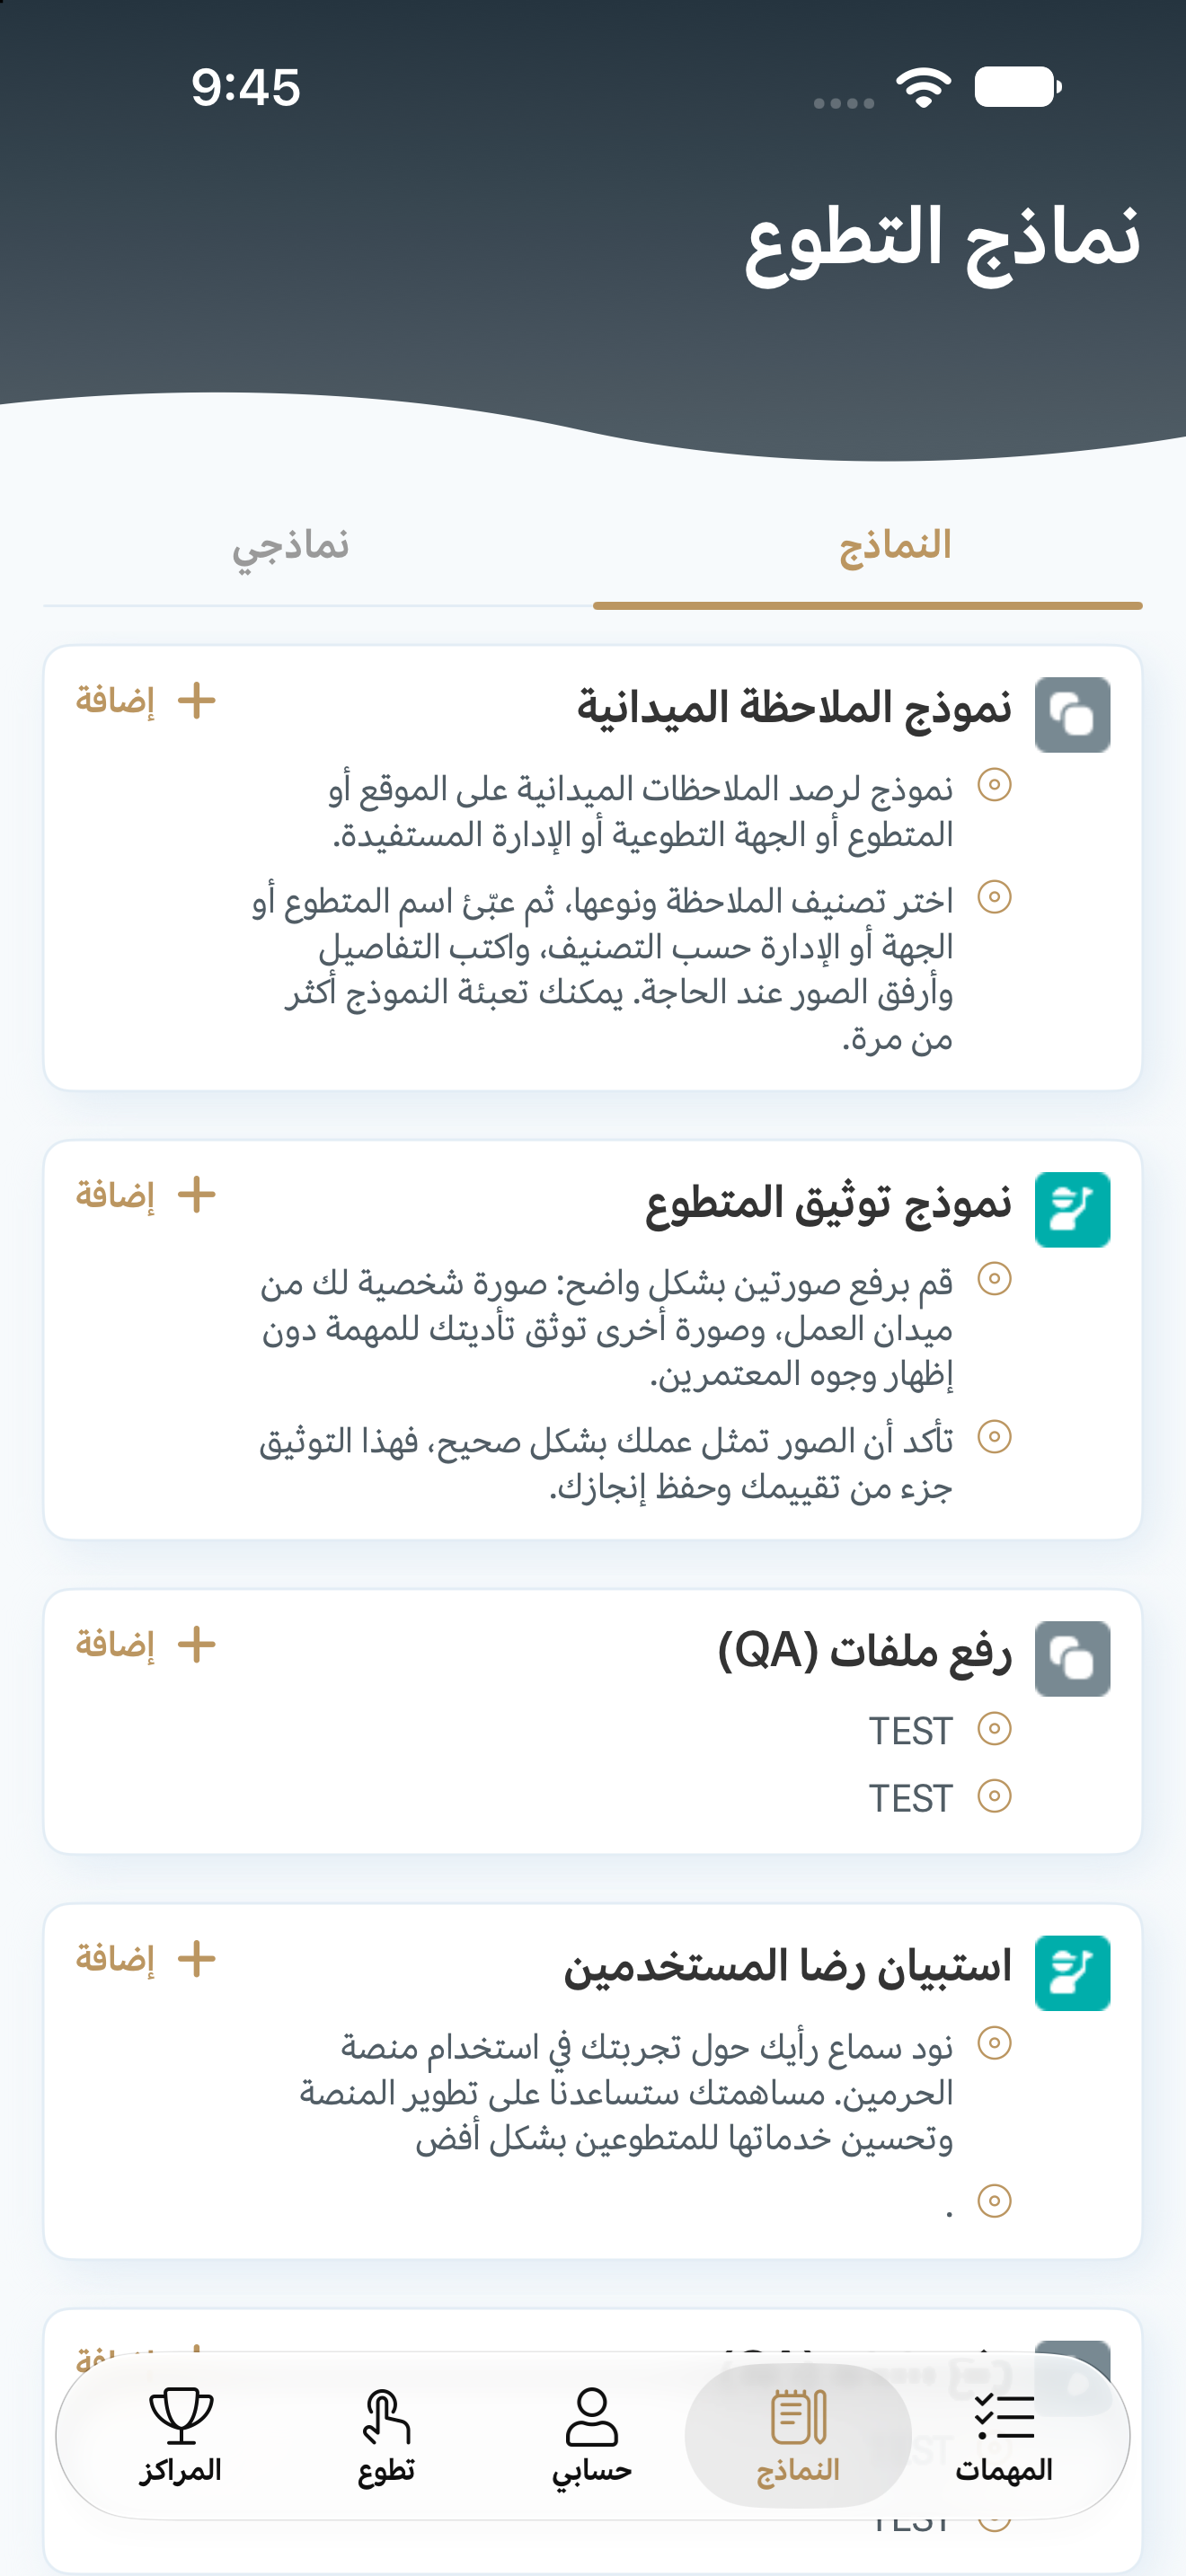 9:45
نماذج التطوع
النماذج
نماذجي
نموذج الملاحظة الميدانية
إضافة
نموذج لرصد الملاحظات الميدانية على الموقع أو
المتطوع أو الجهة التطوعية أو الإدارة المستفيدة.
اختر تصنيف الملاحظة ونوعها، ثم عبّئ اسم المتطوع أو
الجهة أو الإدارة حسب التصنيف، واكتب التفاصيل
وأرفق الصور عند الحاجة. يمكنك تعبئة النموذج أكثر
من مرة.
نموذج توثيق المتطوع
إضافة
قم برفع صورتين بشكل واضح: صورة شخصية لك من
ميدان العمل، وصورة أخرى توثق تأديتك للمهمة دون
إظهار وجوه المعتمرين.
تأكد أن الصور تمثل عملك بشكل صحيح، فهذا التوثيق
جزء من تقييمك وحفظ إنجازك.
رفع ملفات (QA)
إضافة
TEST
TEST
استبيان رضا المستخدمين
إضافة
نود سماع رأيك حول تجربتك في استخدام منصة
الحرمين. مساهمتك ستساعدنا على تطوير المنصة
وتحسين خدماتها للمتطوعين بشكل أفض
.
المهمات
النماذج
حسابي
تطوع
المراكز
TEST